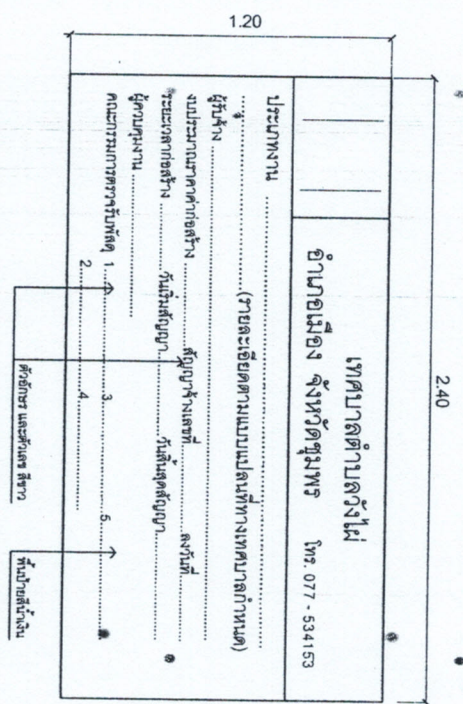 1.20
2.40
เทศบาลตำบลวังไผ่
อำเภอเมือง จังหวัดชุมพร โทร. 077 - 534153
ประเภทงาน ........................................
........................(รายละเอียดตามแบบแปลนที่ทางเทศบาลกำหนด)
ผู้รับจ้าง ........................................
งบประมาณราคาค่าก่อสร้าง ....................สัญญาจ้างเลขที่....................ลงวันที่....................
ระยะเวลาก่อสร้าง ....................วันเริ่มสัญญา....................วันสิ้นสุดสัญญา....................
ผู้ควบคุมงาน ....................
คณะกรรมการตรวจรับพัสดุ 1....................3....................5....................
2....................4....................
ตัวอักษร และตัวเลข สีขาว
พื้นป้ายสีน้ำเงิน